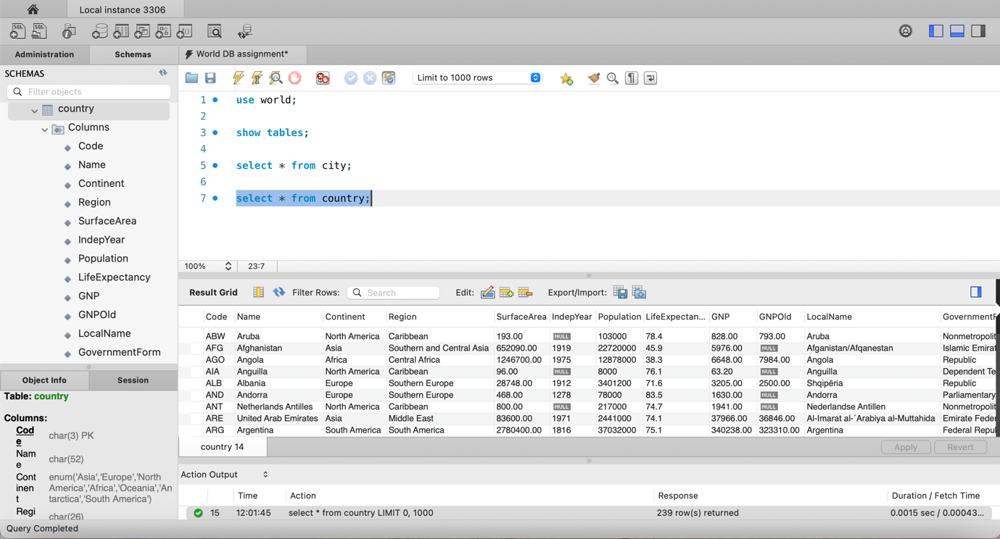 Local instance 3306
Administration
Schemas
World DB assignment*
SCHEMAS
Filter objects
country
Columns
Code
Name
Continent
Region
SurfaceArea
IndepYear
Population
LifeExpectancy
GNP
GNPOld
LocalName
GovernmentForm
Limit to 1000 rows
1 use world;
2
3 show tables;
4
5 select * from city;
6
7 select * from country;
100% 23:7
Result Grid Filter Rows: Search Edit: Export/Import:
Code Name Continent Region SurfaceArea IndepYear Population LifeExpectan... GNP GNPOld LocalName GovernmentF
ABW Aruba North America Caribbean 193.00 NULL 103000 78.4 828.00 793.00 Aruba Nonmetropolit
AFG Afghanistan Asia Southern and Central Asia 652090.00 1919 22720000 45.9 5976.00 NULL Afganistan/Afqanestan Islamic Emirat
AGO Angola Africa Central Africa 1246700.00 1975 12878000 38.3 6648.00 7984.00 Angola Republic
AIA Anguilla North America Caribbean 96.00 NULL 8000 76.1 63.20 NULL Anguilla Dependent Te
ALB Albania Europe Southern Europe 28748.00 1912 3401200 71.6 3205.00 2500.00 Shqipëria Republic
AND Andorra Europe Southern Europe 468.00 1278 78000 83.5 1630.00 NULL Andorra Parliamentary
ANT Netherlands Antilles North America Caribbean 800.00 NULL 217000 74.7 1941.00 NULL Nederlandse Antillen Nonmetropolit
ARE United Arab Emirates Asia Middle East 83600.00 1971 2441000 74.1 37966.00 36846.00 Al-Imarat al-´Arabiya al-Muttahida Emirate Feder
ARG Argentina South America South America 2780400.00 1816 37032000 75.1 340238.00 323310.00 Argentina Federal Repul
country 14
Apply Revert
Object Info Session
Table: country
Columns:
Cod
e char(3) PK
Nam
e char(52)
Cont enum('Asia','Europe','North
inen America','Africa','Oceania','An
t tarctica','South America')
Regi
char(26)
Action Output
Time Action Response Duration / Fetch Time
15 12:01:45 select * from country LIMIT 0, 1000 239 row(s) returned 0.0015 sec / 0.00043...
Query Completed